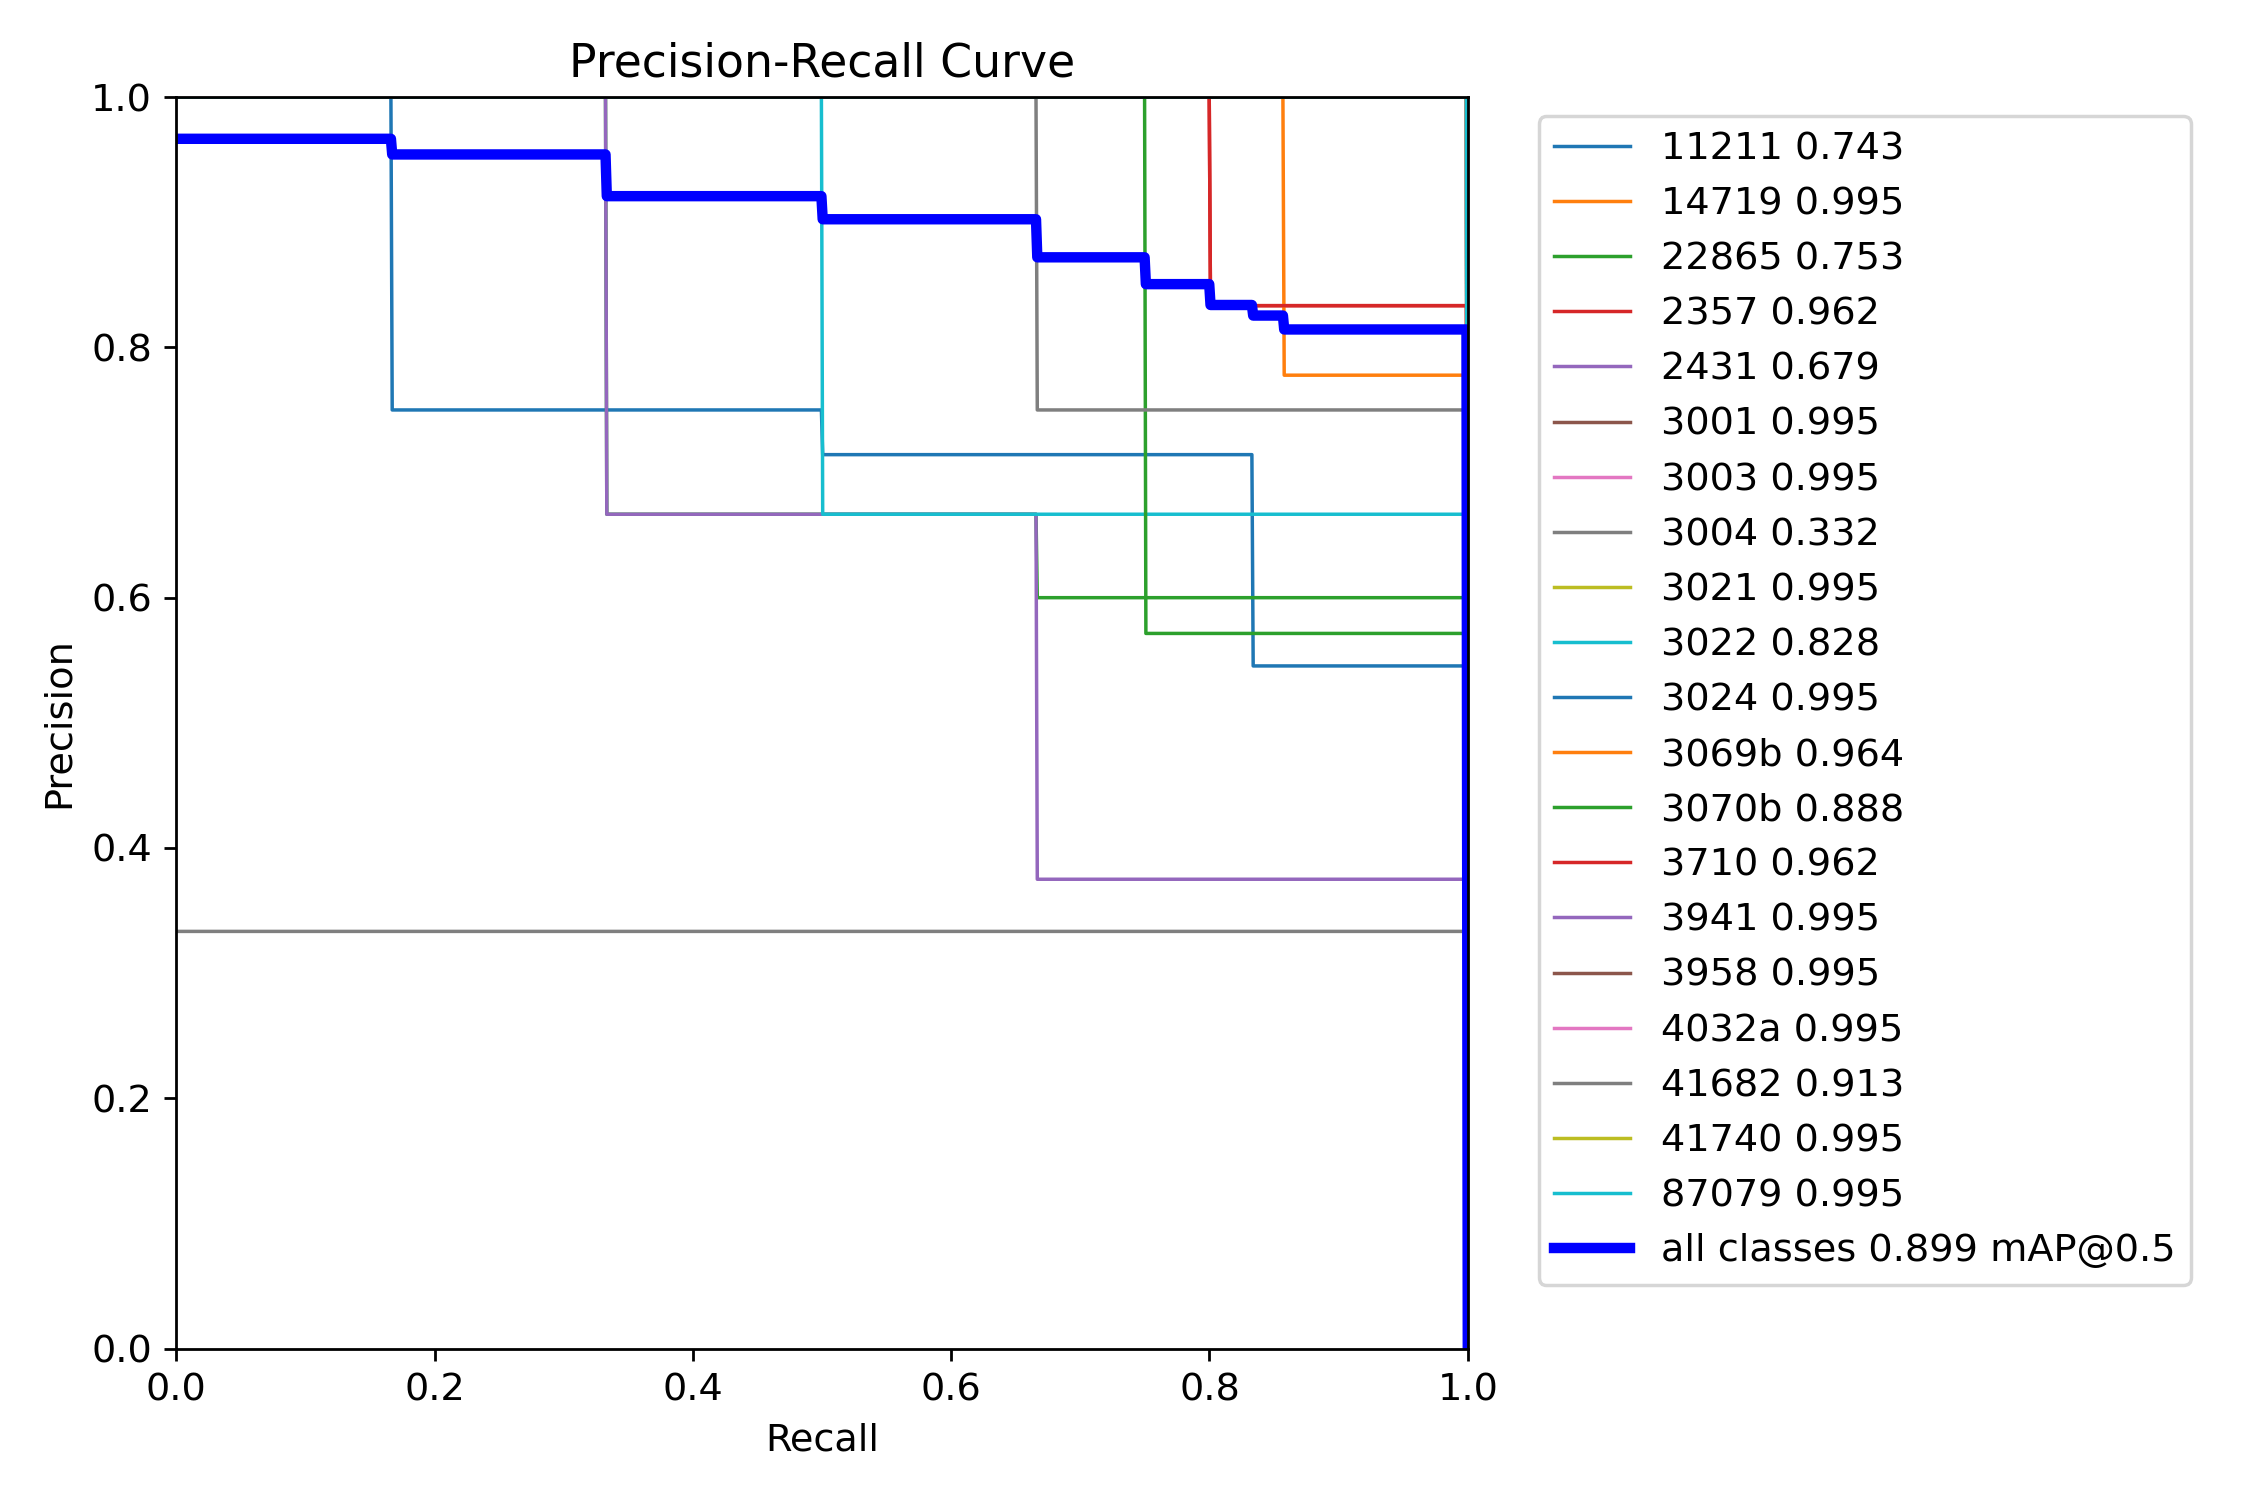 Precision-Recall Curve
1.0
0.8
0.6
0.4
0.2
0.0
Precision
0.0 0.2 0.4 0.6 0.8 1.0
Recall
11211 0.743
14719 0.995
22865 0.753
2357 0.962
2431 0.679
3001 0.995
3003 0.995
3004 0.332
3021 0.995
3022 0.828
3024 0.995
3069b 0.964
3070b 0.888
3710 0.962
3941 0.995
3958 0.995
4032a 0.995
41682 0.913
41740 0.995
87079 0.995
all classes 0.899 mAP@0.5